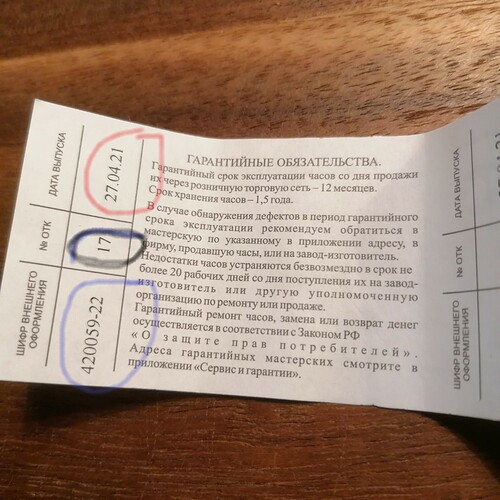 ШИФР ВНЕШНЕГО
ОФОРМЛЕНИЯ
№ ОТК
ДАТА ВЫПУСКА
420059-22
17
27.04.21
ГАРАНТИЙНЫЕ ОБЯЗАТЕЛЬСТВА.
Гарантийный срок эксплуатации часов со дня продажи
их через розничную торговую сеть – 12 месяцев.
Срок хранения часов – 1,5 года.
В случае обнаружения дефектов в период гарантийного
срока эксплуатации рекомендуем обратиться в
мастерскую по указанному в приложении адресу, в
фирму, продавшую часы, или на завод-изготовитель.
Недостатки часов устраняются безвозмездно в срок не
более 20 рабочих дней со дня поступления их на завод-
изготовитель или другую уполномоченную
организацию по ремонту или продаже.
Гарантийный ремонт часов, замена или возврат денег
осуществляется в соответствии с Законом РФ
«О защите прав потребителей».
Адреса гарантийных мастерских смотрите в
приложении «Сервис и гарантии».
ШИФР ВНЕШНЕГО
ОФОРМЛЕНИЯ
№ ОТК
ДАТА ВЫПУСКА